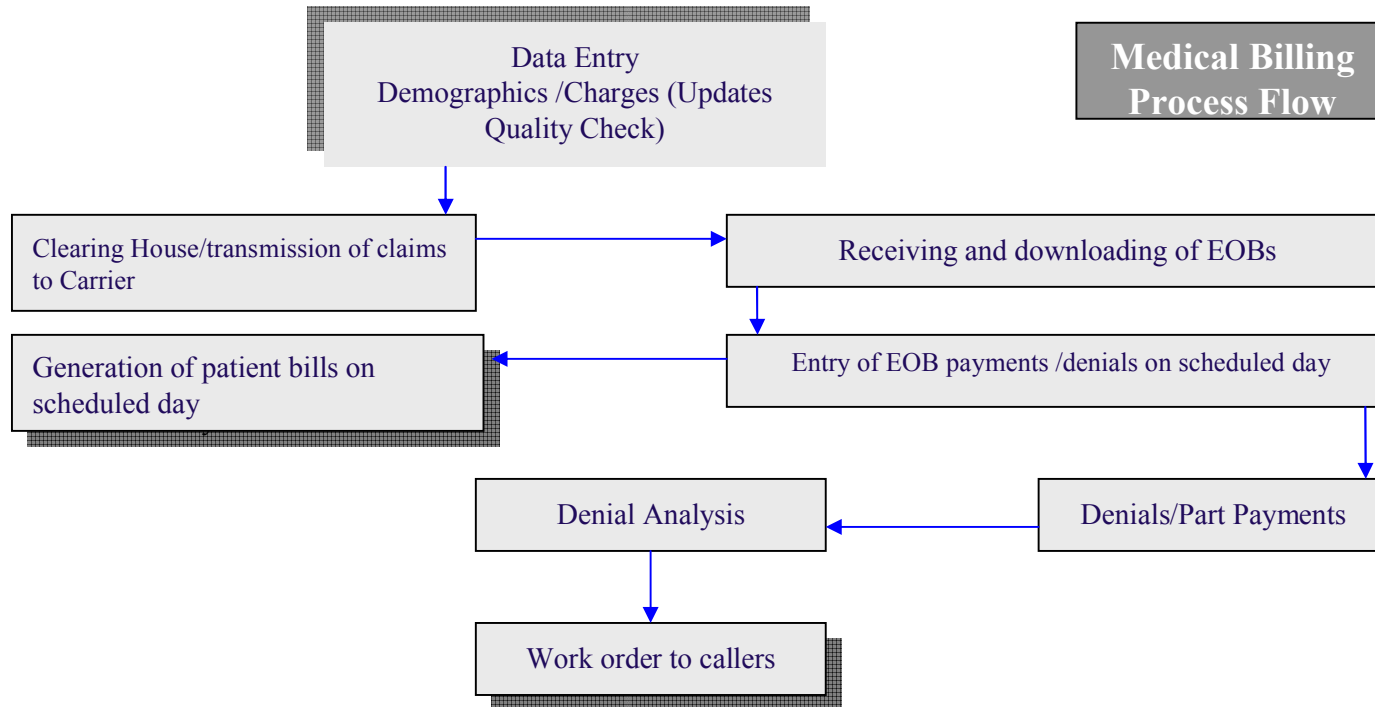 Data Entry
Demographics /Charges (Updates
Quality Check)
Medical Billing
Process Flow
Clearing House/transmission of claims
to Carrier
Receiving and downloading of EOBs
Generation of patient bills on
scheduled day
Entry of EOB payments /denials on scheduled day
Denial Analysis
Denials/Part Payments
Work order to callers